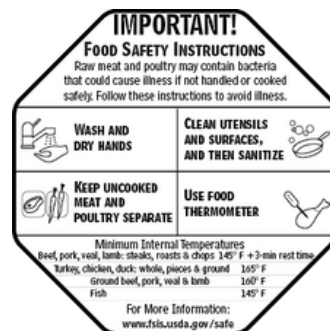 IMPORTANT!
FOOD SAFETY INSTRUCTIONS
Raw meat and poultry may contain bacteria
that could cause illness if not handled or cooked
safely. Follow these instructions to avoid illness.
WASH AND
DRY HANDS
CLEAN UTENSILS
AND SURFACES,
AND THEN SANITIZE
KEEP UNCOOKED
MEAT AND
POULTRY SEPARATE
USE FOOD
THERMOMETER
Minimum Internal Temperatures
Beef, pork, veal, lamb: steaks, roasts & chops 145° F +3-min rest time
Turkey, chicken, duck: whole, pieces & ground 165° F
Ground beef, pork, veal & lamb 160° F
Fish 145° F
For More Information:
www.fsis.usda.gov/safe